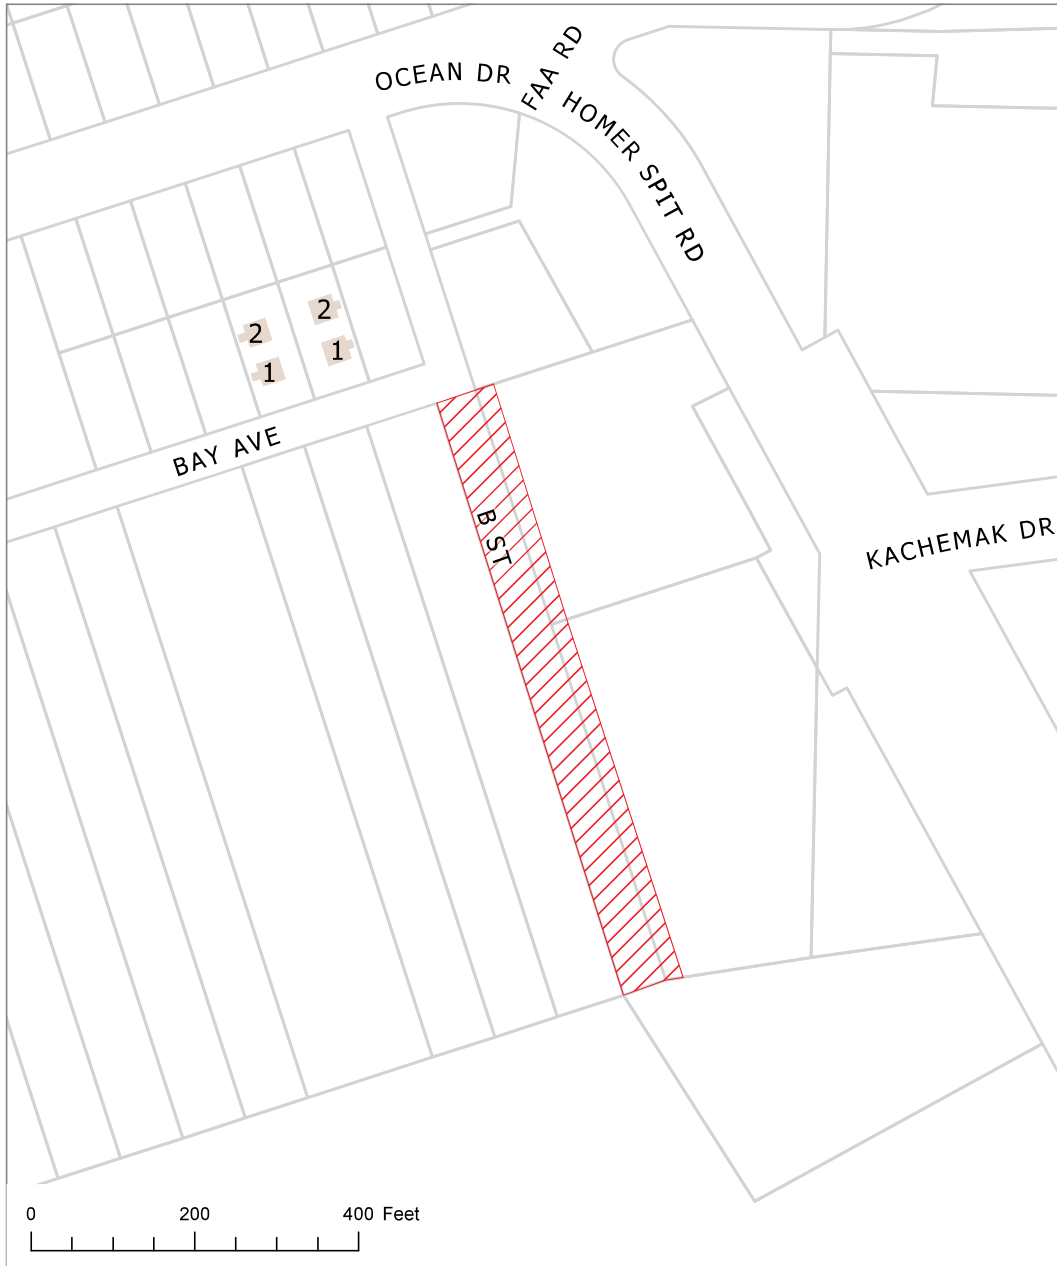 OCEAN DR
FAA RD
HOMER SPIT RD
2
2
1
1
BAY AVE
B ST
KACHEMAK DR
0 200 400 Feet